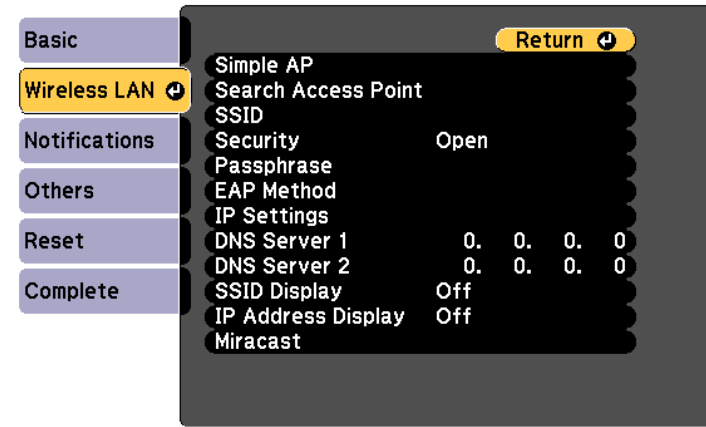 Basic
Wireless LAN
Notifications
Others
Reset
Complete
Return
Simple AP
Search Access Point
SSID
Security Open
Passphrase
EAP Method
IP Settings
DNS Server 1 0. 0. 0. 0
DNS Server 2 0. 0. 0. 0
SSID Display Off
IP Address Display Off
Miracast